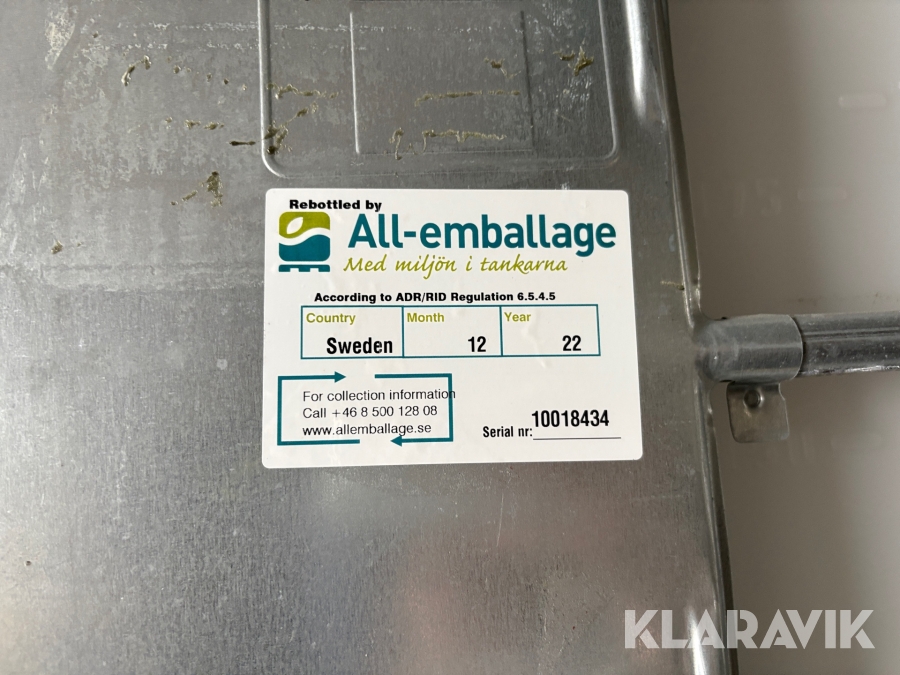 Rebottled by
All-emballage
Med miljön i tankarna
According to ADR/RID Regulation 6.5.4.5
Country Month Year
Sweden 12 22
For collection information
Call +46 8 500 128 08
www.allemballage.se
Serial nr: 10018434
KLARAVIK